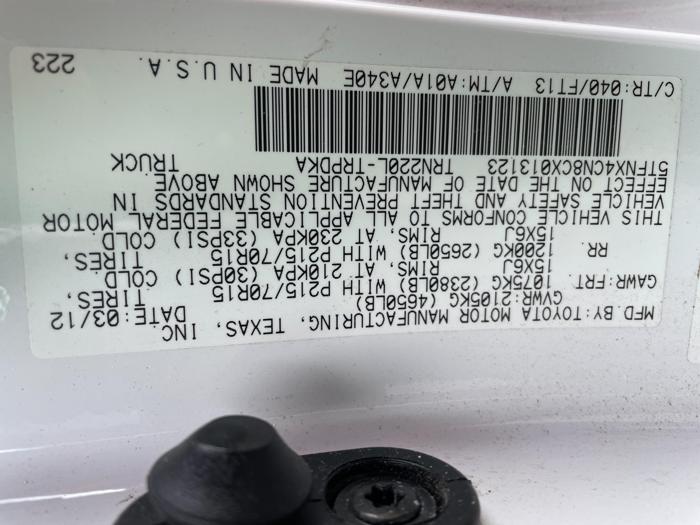 MFD.BY:TOYOTA MOTOR MANUFACTURING, TEXAS, INC
GVWR:2105KG (4650LB) DATE:03/12
GAWR:FRT. 1075KG (2380LB) WITH P215/70R15 TIRES,
15X6J RIMS, AT 210KPA (30PSI) COLD
RR. 1200KG (2650LB) WITH P215/70R15 TIRES,
15X6J RIMS, AT 230KPA (33PSI) COLD
THIS VEHICLE CONFORMS TO ALL APPLICABLE FEDERAL MOTOR
VEHICLE SAFETY AND THEFT PREVENTION STANDARDS IN
EFFECT ON THE DATE OF MANUFACTURE SHOWN ABOVE
5TFNX4CN8CX013123 TRN220L-TRPDKA TRUCK
C/TR:040/FT13 A/TM:A01A/A340E MADE IN U.S.A. 223